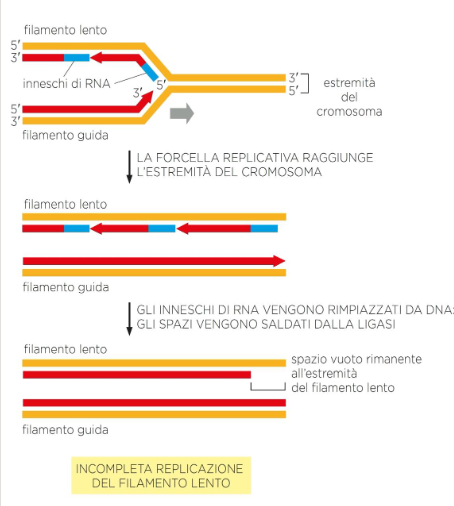 filamento lento
5′
3′
inneschi di RNA
5′
3′
3′
5′
estremità
del
cromosoma
5′
3′
filamento guida
LA FORCELLA REPLICATIVA RAGGIUNGE
L’ESTREMITÀ DEL CROMOSOMA
filamento lento
filamento guida
GLI INNESCHI DI RNA VENGONO RIMPIAZZATI DA DNA:
GLI SPAZI VENGONO SALDATI DALLA LIGASI
filamento lento
spazio vuoto rimanente
all’estremità
del filamento lento
filamento guida
INCOMPLETA REPLICAZIONE
DEL FILAMENTO LENTO